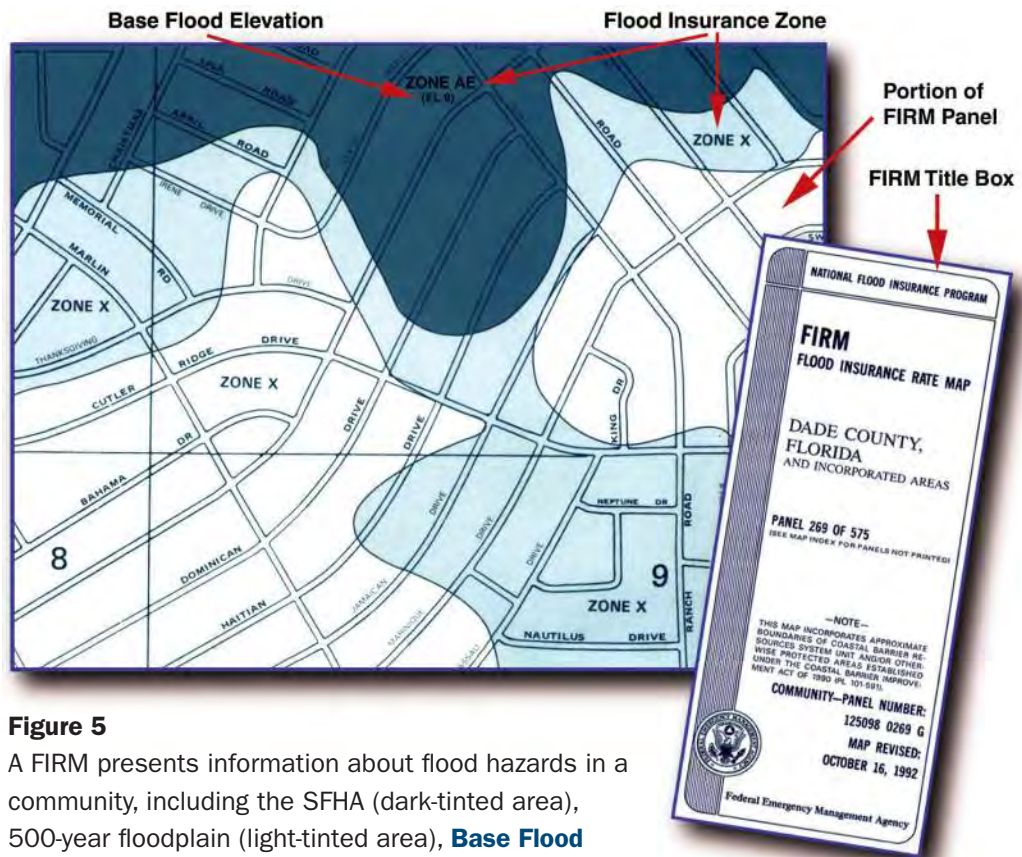 Base Flood Elevation
Flood Insurance Zone
Portion of
FIRM Panel
FIRM Title Box
ZONE AE
(EL 9)
ROAD
APRIL
ROAD
CHRISTMAS
IRENE DRIVE
MEMORIAL
RD
MARLIN
ZONE X
THANKSGIVING
DRIVE
ROAD
ZONE X
CUTLER RIDGE DRIVE
ZONE X
DRIVE
DRIVE
KING DR
BAHAMA DR
8
DOMINICAN
HAITIAN
JAMAICAN
DRIVE
DRIVE
DRIVE
NEPTUNE DR
ROAD
9
ZONE X
RANCH
NAUTILUS DRIVE
NATIONAL FLOOD INSURANCE PROGRAM
FIRM
FLOOD INSURANCE RATE MAP
DADE COUNTY,
FLORIDA
AND INCORPORATED AREAS
PANEL 269 OF 575
(SEE MAP INDEX FOR PANELS NOT PRINTED)
—NOTE—
THIS MAP INCORPORATES APPROXIMATE
BOUNDARIES OF COASTAL BARRIER RE-
SOURCES SYSTEM UNIT AND/OR OTHER-
WISE PROTECTED AREAS ESTABLISHED
UNDER THE COASTAL BARRIER IMPROVE-
MENT ACT OF 1990 (PL 101-591).
COMMUNITY—PANEL NUMBER:
125098 0269 G
MAP REVISED:
OCTOBER 16, 1992
Federal Emergency Management Agency
Figure 5
A FIRM presents information about flood hazards in a
community, including the SFHA (dark-tinted area),
500-year floodplain (light-tinted area), Base Flood